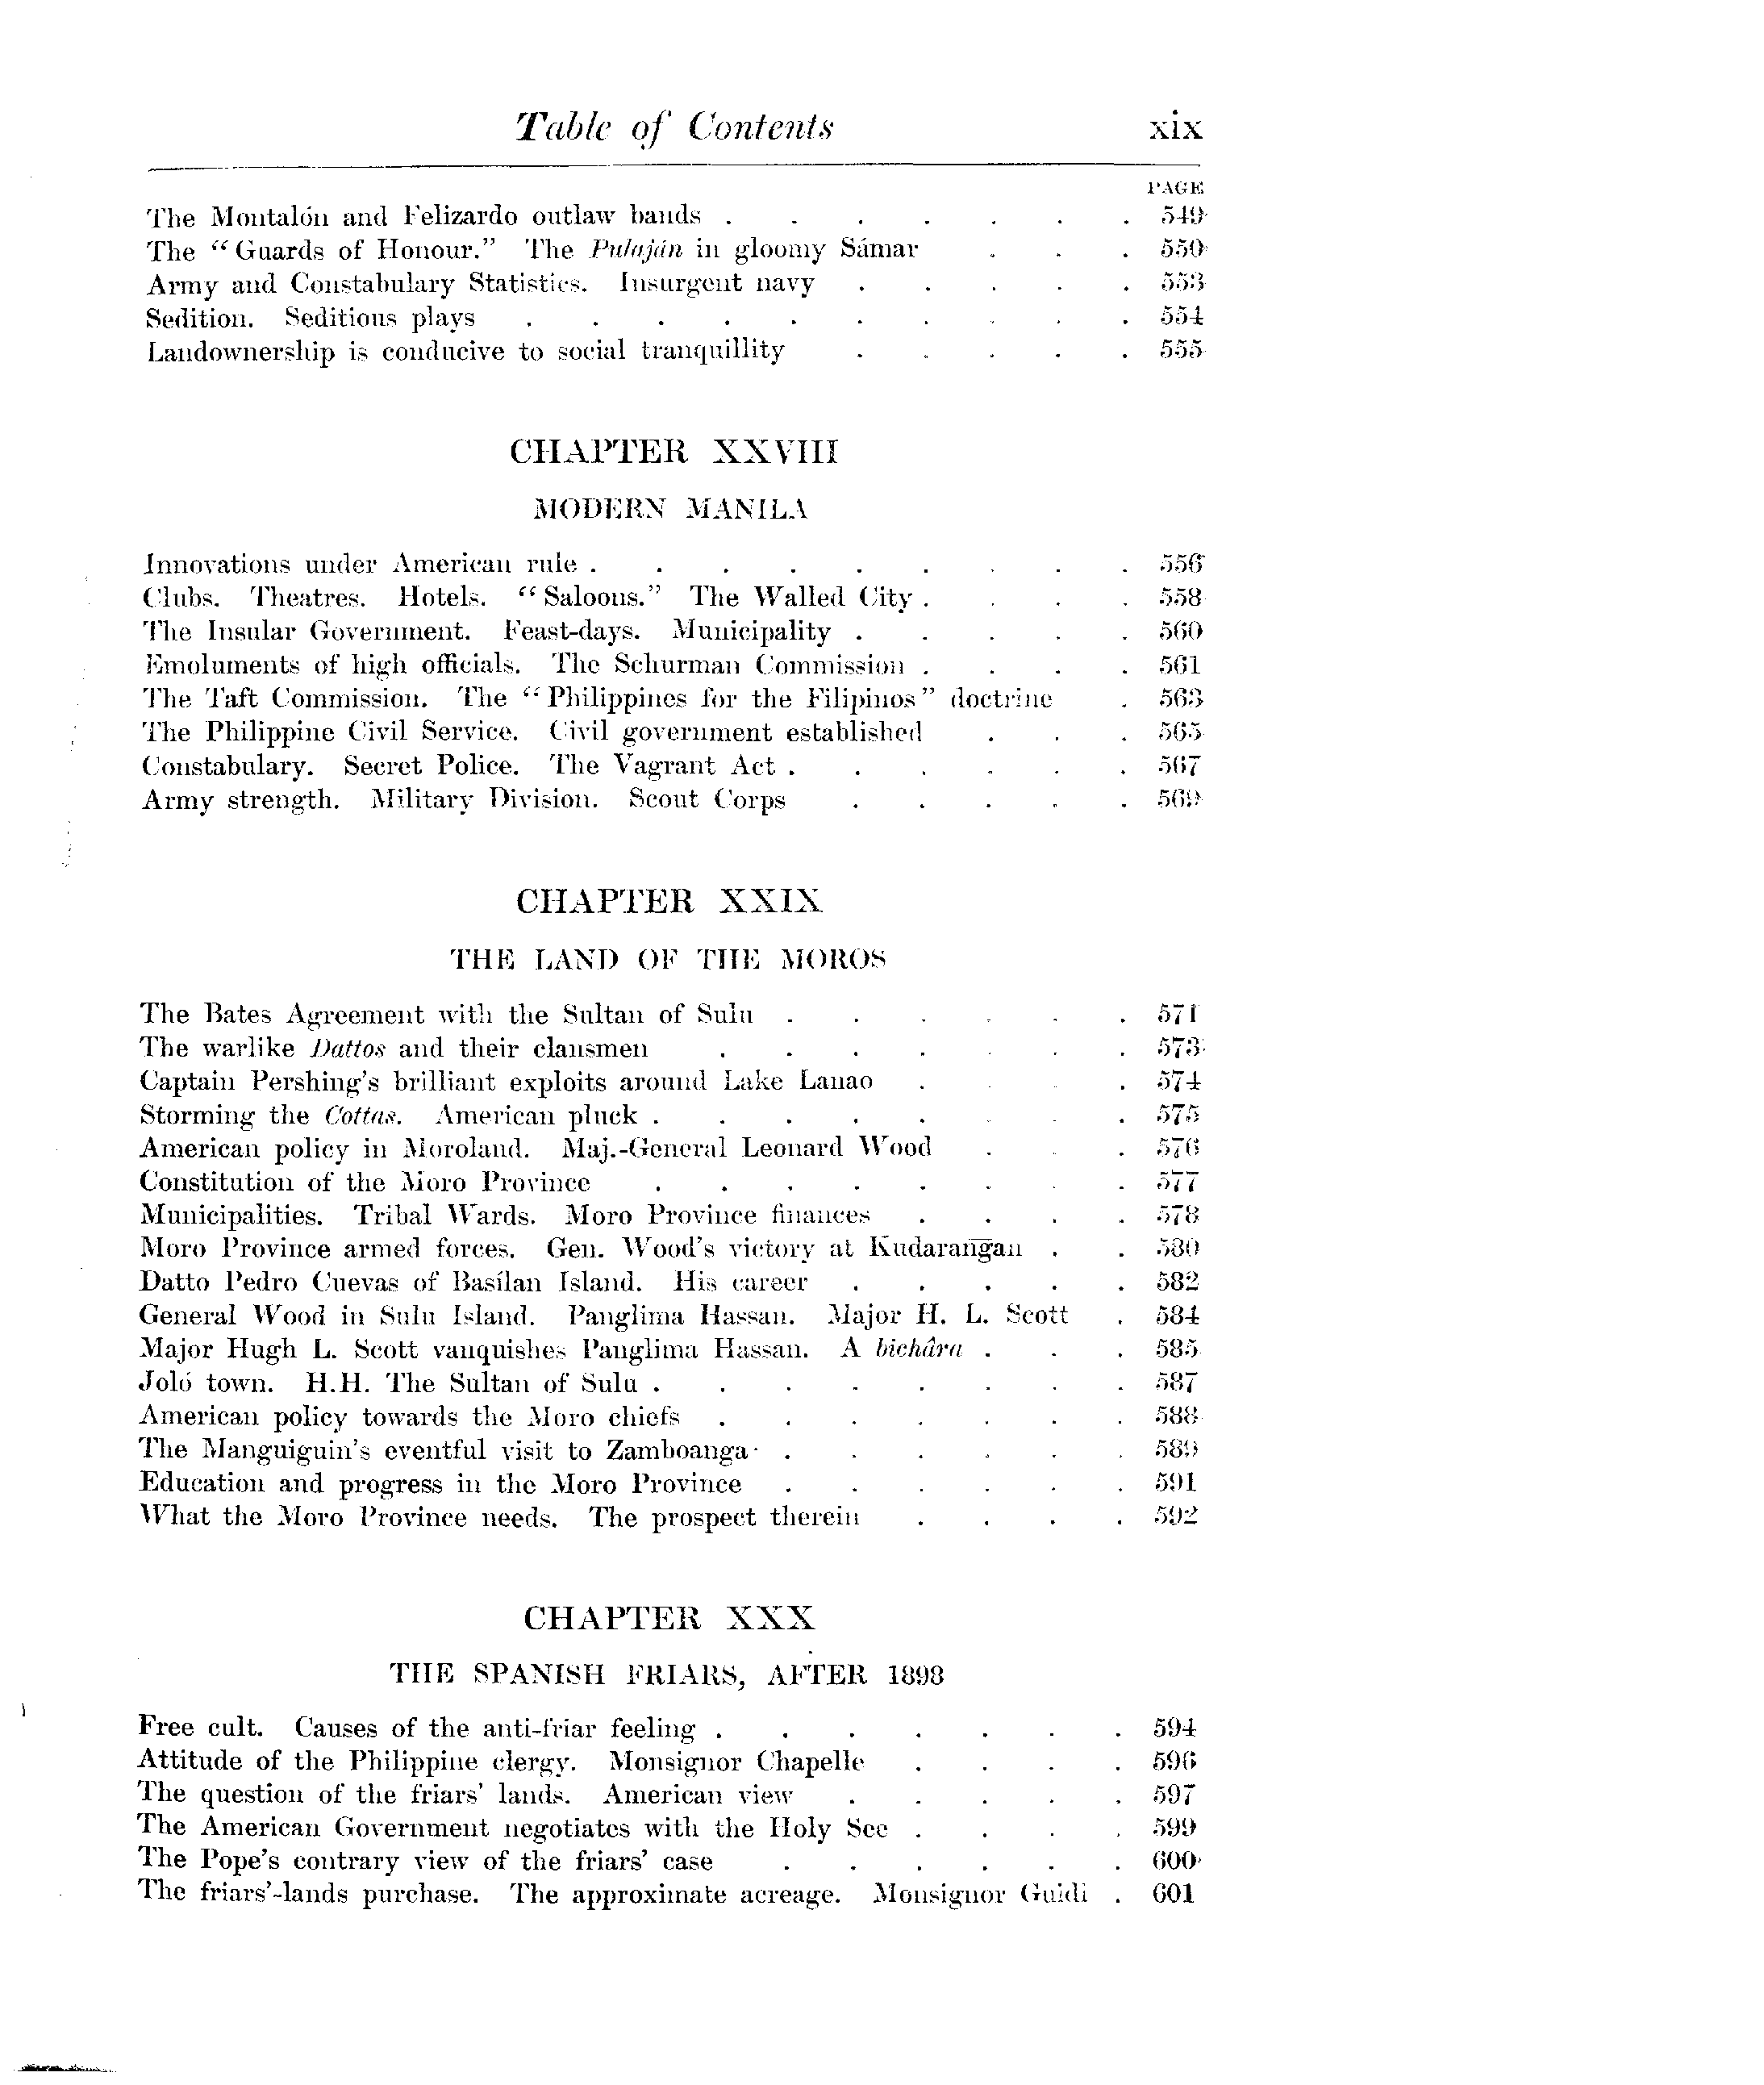 Table of Contents xix
PAGE
The Montalón and Felizardo outlaw bands . . . . . . . 549
The “Guards of Honour.” The Pulaján in gloomy Sámar . . . 550
Army and Constabulary Statistics. Insurgent navy . . . . . 553
Sedition. Seditious plays . . . . . . . . . . 554
Landownership is conducive to social tranquillity . . . . . 555
CHAPTER XXVIII
MODERN MANILA
Innovations under American rule . . . . . . . . . 556
Clubs. Theatres. Hotels. “Saloons.” The Walled City . . . . 558
The Insular Government. Feast-days. Municipality . . . . . 560
Emoluments of high officials. The Schurman Commission . . . . 561
The Taft Commission. The “Philippines for the Filipinos” doctrine . 563
The Philippine Civil Service. Civil government established . . . 565
Constabulary. Secret Police. The Vagrant Act . . . . . . 567
Army strength. Military Division. Scout Corps . . . . . 569
CHAPTER XXIX
THE LAND OF THE MOROS
The Bates Agreement with the Sultan of Sulu . . . . . . 571
The warlike Dattos and their clansmen . . . . . . . 573
Captain Pershing's brilliant exploits around Lake Lanao . . . . 574
Storming the Cottas. American pluck . . . . . . . . 575
American policy in Moroland. Maj.-General Leonard Wood . . . 576
Constitution of the Moro Province . . . . . . . . 577
Municipalities. Tribal Wards. Moro Province finances . . . . 578
Moro Province armed forces. Gen. Wood's victory at Kudarang̃an . . 580
Datto Pedro Cuevas of Basílan Island. His career . . . . . 582
General Wood in Sulu Island. Panglima Hassan. Major H. L. Scott . 584
Major Hugh L. Scott vanquishes Panglima Hassan. A bichâra . . . 585
Joló town. H.H. The Sultan of Sulu . . . . . . . . 587
American policy towards the Moro chiefs . . . . . . . 588
The Manguiguin's eventful visit to Zamboanga . . . . . . 589
Education and progress in the Moro Province . . . . . . 591
What the Moro Province needs. The prospect therein . . . . 592
CHAPTER XXX
THE SPANISH FRIARS, AFTER 1898
Free cult. Causes of the anti-friar feeling . . . . . . . 594
Attitude of the Philippine clergy. Monsignor Chapelle . . . . 596
The question of the friars' lands. American view . . . . . 597
The American Government negotiates with the Holy See . . . . 599
The Pope's contrary view of the friars' case . . . . . . 600
The friars'-lands purchase. The approximate acreage. Monsignor Guidi . 601